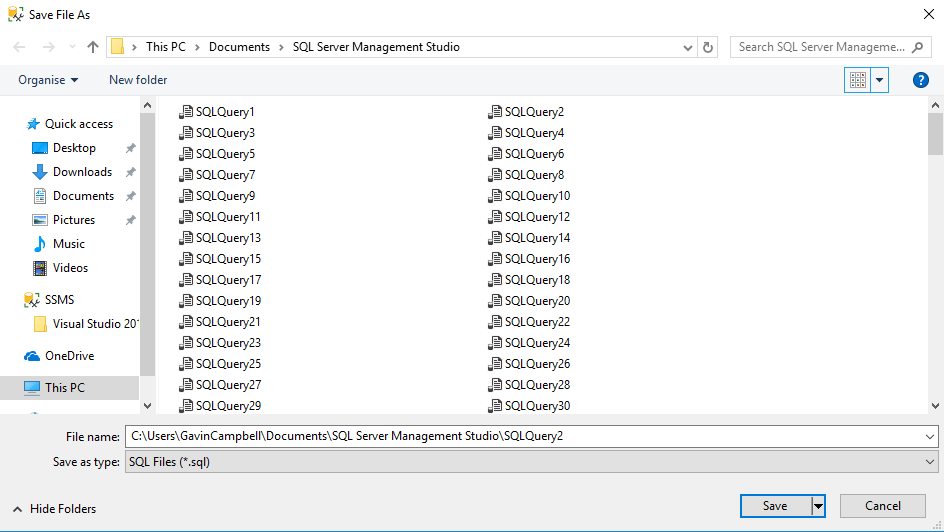 Save File As
This PC > Documents > SQL Server Management Studio
Search SQL Server Manageme...
Organise New folder
?
Quick access
Desktop
Downloads
Documents
Pictures
Music
Videos
SSMS
Visual Studio 201
OneDrive
This PC
SQLQuery1 SQLQuery2
SQLQuery3 SQLQuery4
SQLQuery5 SQLQuery6
SQLQuery7 SQLQuery8
SQLQuery9 SQLQuery10
SQLQuery11 SQLQuery12
SQLQuery13 SQLQuery14
SQLQuery15 SQLQuery16
SQLQuery17 SQLQuery18
SQLQuery19 SQLQuery20
SQLQuery21 SQLQuery22
SQLQuery23 SQLQuery24
SQLQuery25 SQLQuery26
SQLQuery27 SQLQuery28
SQLQuery29 SQLQuery30
File name: C:\Users\GavinCampbell\Documents\SQL Server Management Studio\SQLQuery2
Save as type: SQL Files (*.sql)
Hide Folders
Save Cancel